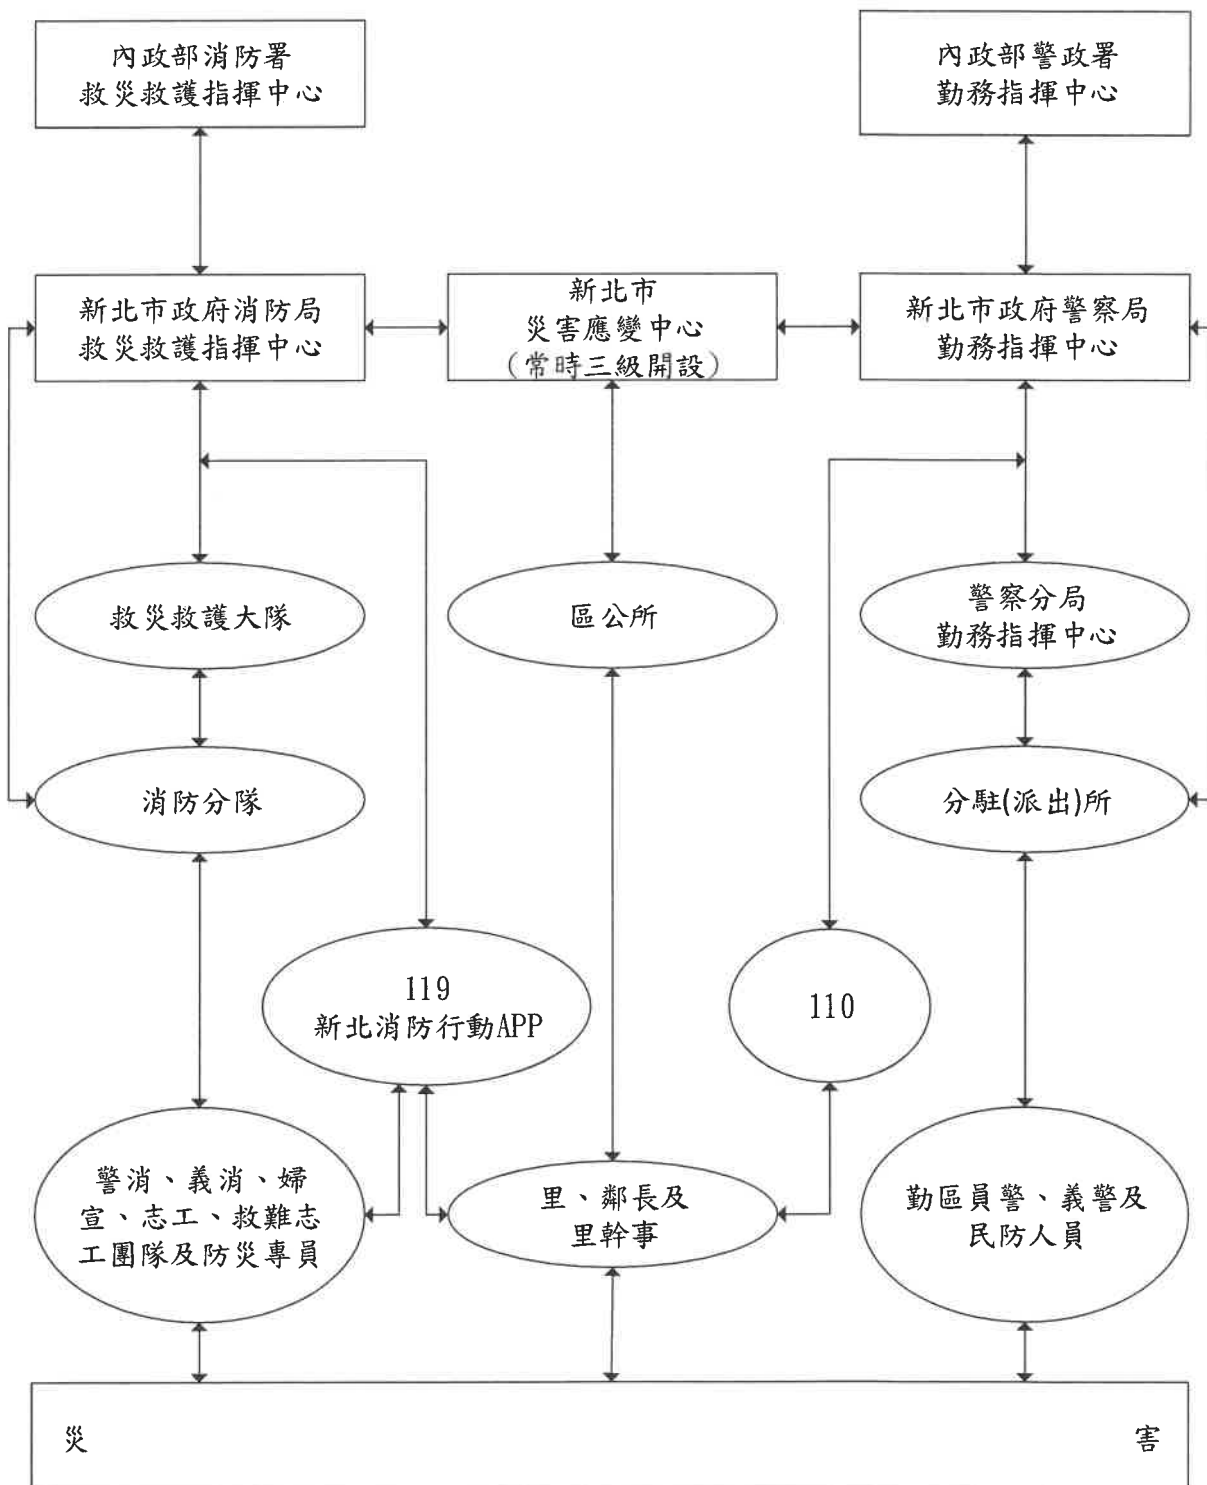 內政部消防署
救災救護指揮中心
內政部警政署
勤務指揮中心
新北市政府消防局
救災救護指揮中心
新北市
災害應變中心
(常時三級開設)
新北市政府警察局
勤務指揮中心
救災救護大隊
區公所
警察分局
勤務指揮中心
消防分隊
分駐(派出)所
119
新北消防行動APP
110
警消、義消、婦
宣、志工、救難志
工團隊及防災專員
里、鄰長及
里幹事
勤區員警、義警及
民防人員
災 害